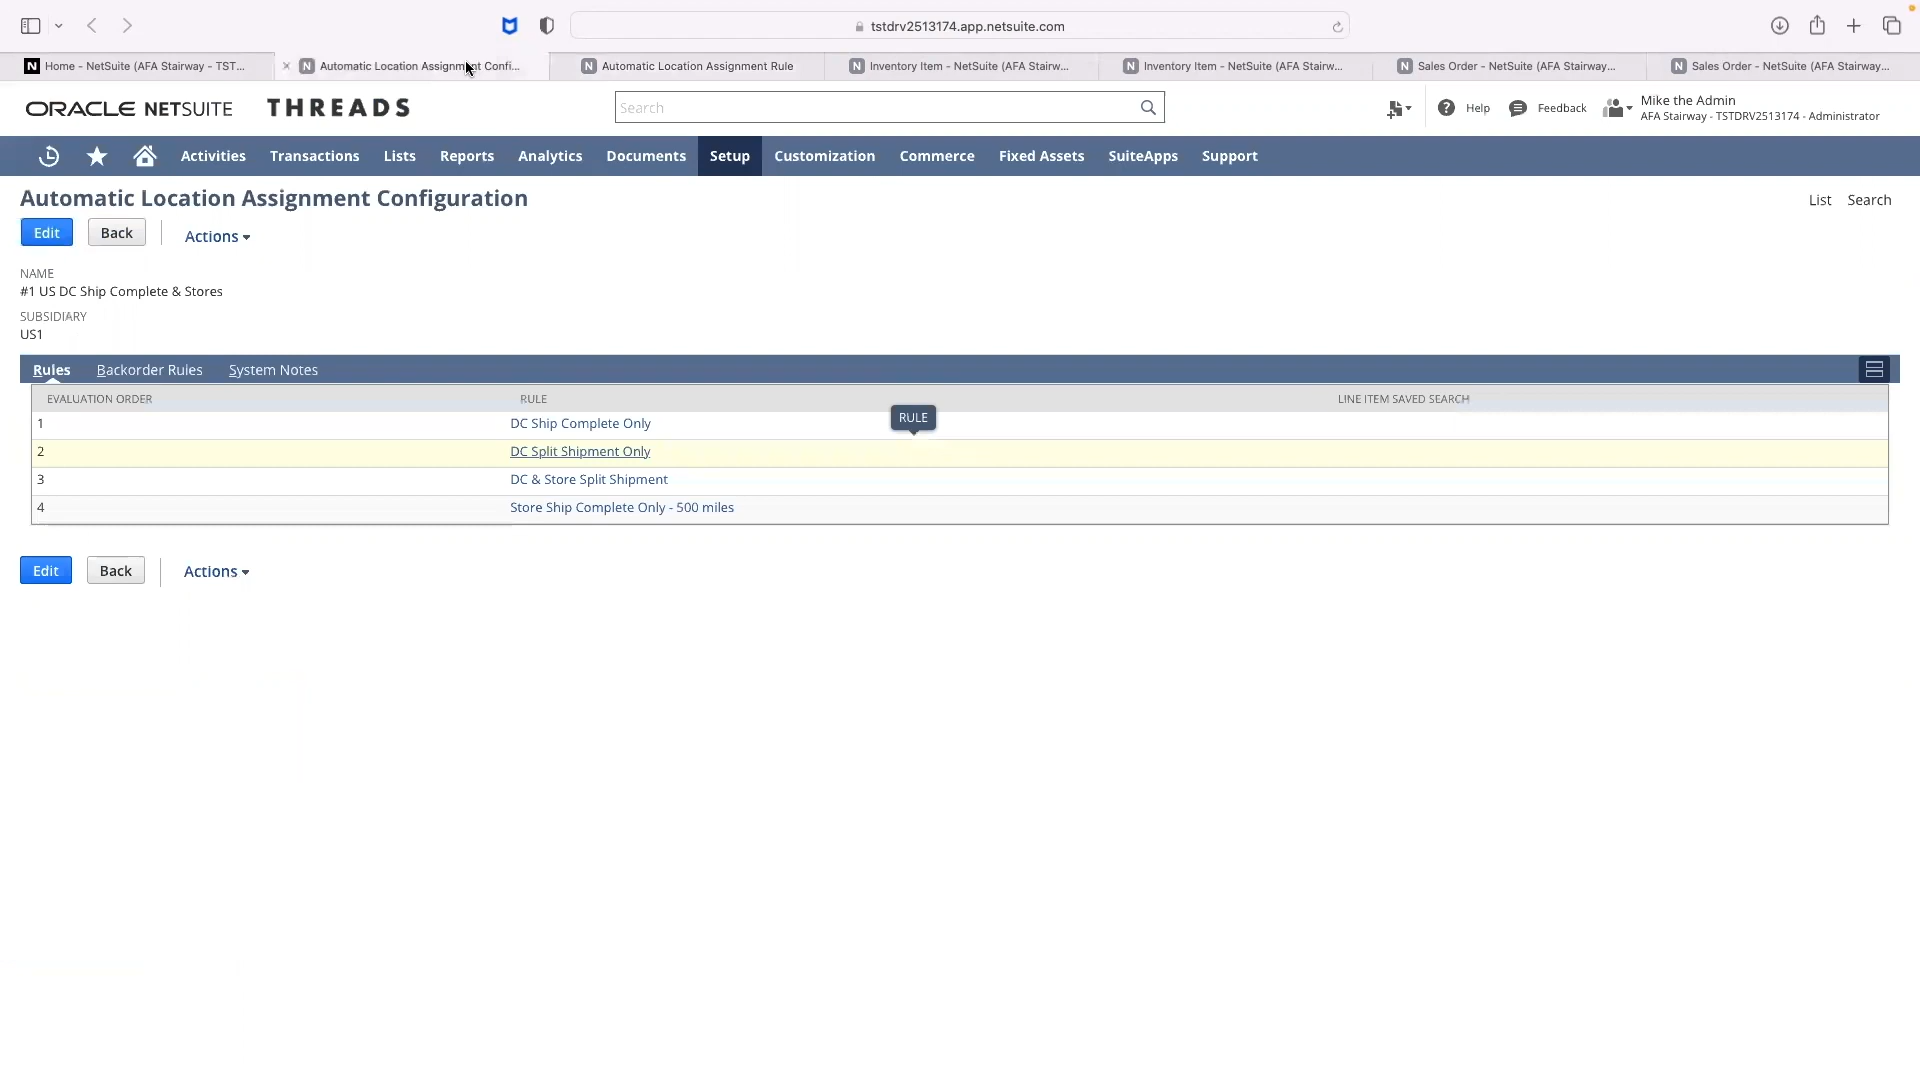 tstdrv2513174.app.netsuite.com
Home - NetSuite (AFA Stairway - TST...
Automatic Location Assignment Confi...
Automatic Location Assignment Rule
Inventory Item - NetSuite (AFA Stairw...
Inventory Item - NetSuite (AFA Stairw...
Sales Order - NetSuite (AFA Stairway...
Sales Order - NetSuite (AFA Stairway...
ORACLE NETSUITE THREADS
Search
Help
Feedback
Mike the Admin
AFA Stairway - TSTDRV2513174 - Administrator
Activities Transactions Lists Reports Analytics Documents Setup Customization Commerce Fixed Assets SuiteApps Support
Automatic Location Assignment Configuration
List Search
Edit Back Actions
NAME
#1 US DC Ship Complete & Stores
SUBSIDIARY
US1
Rules Backorder Rules System Notes
EVALUATION ORDER RULE LINE ITEM SAVED SEARCH
RULE
1 DC Ship Complete Only
2 DC Split Shipment Only
3 DC & Store Split Shipment
4 Store Ship Complete Only - 500 miles
Edit Back Actions